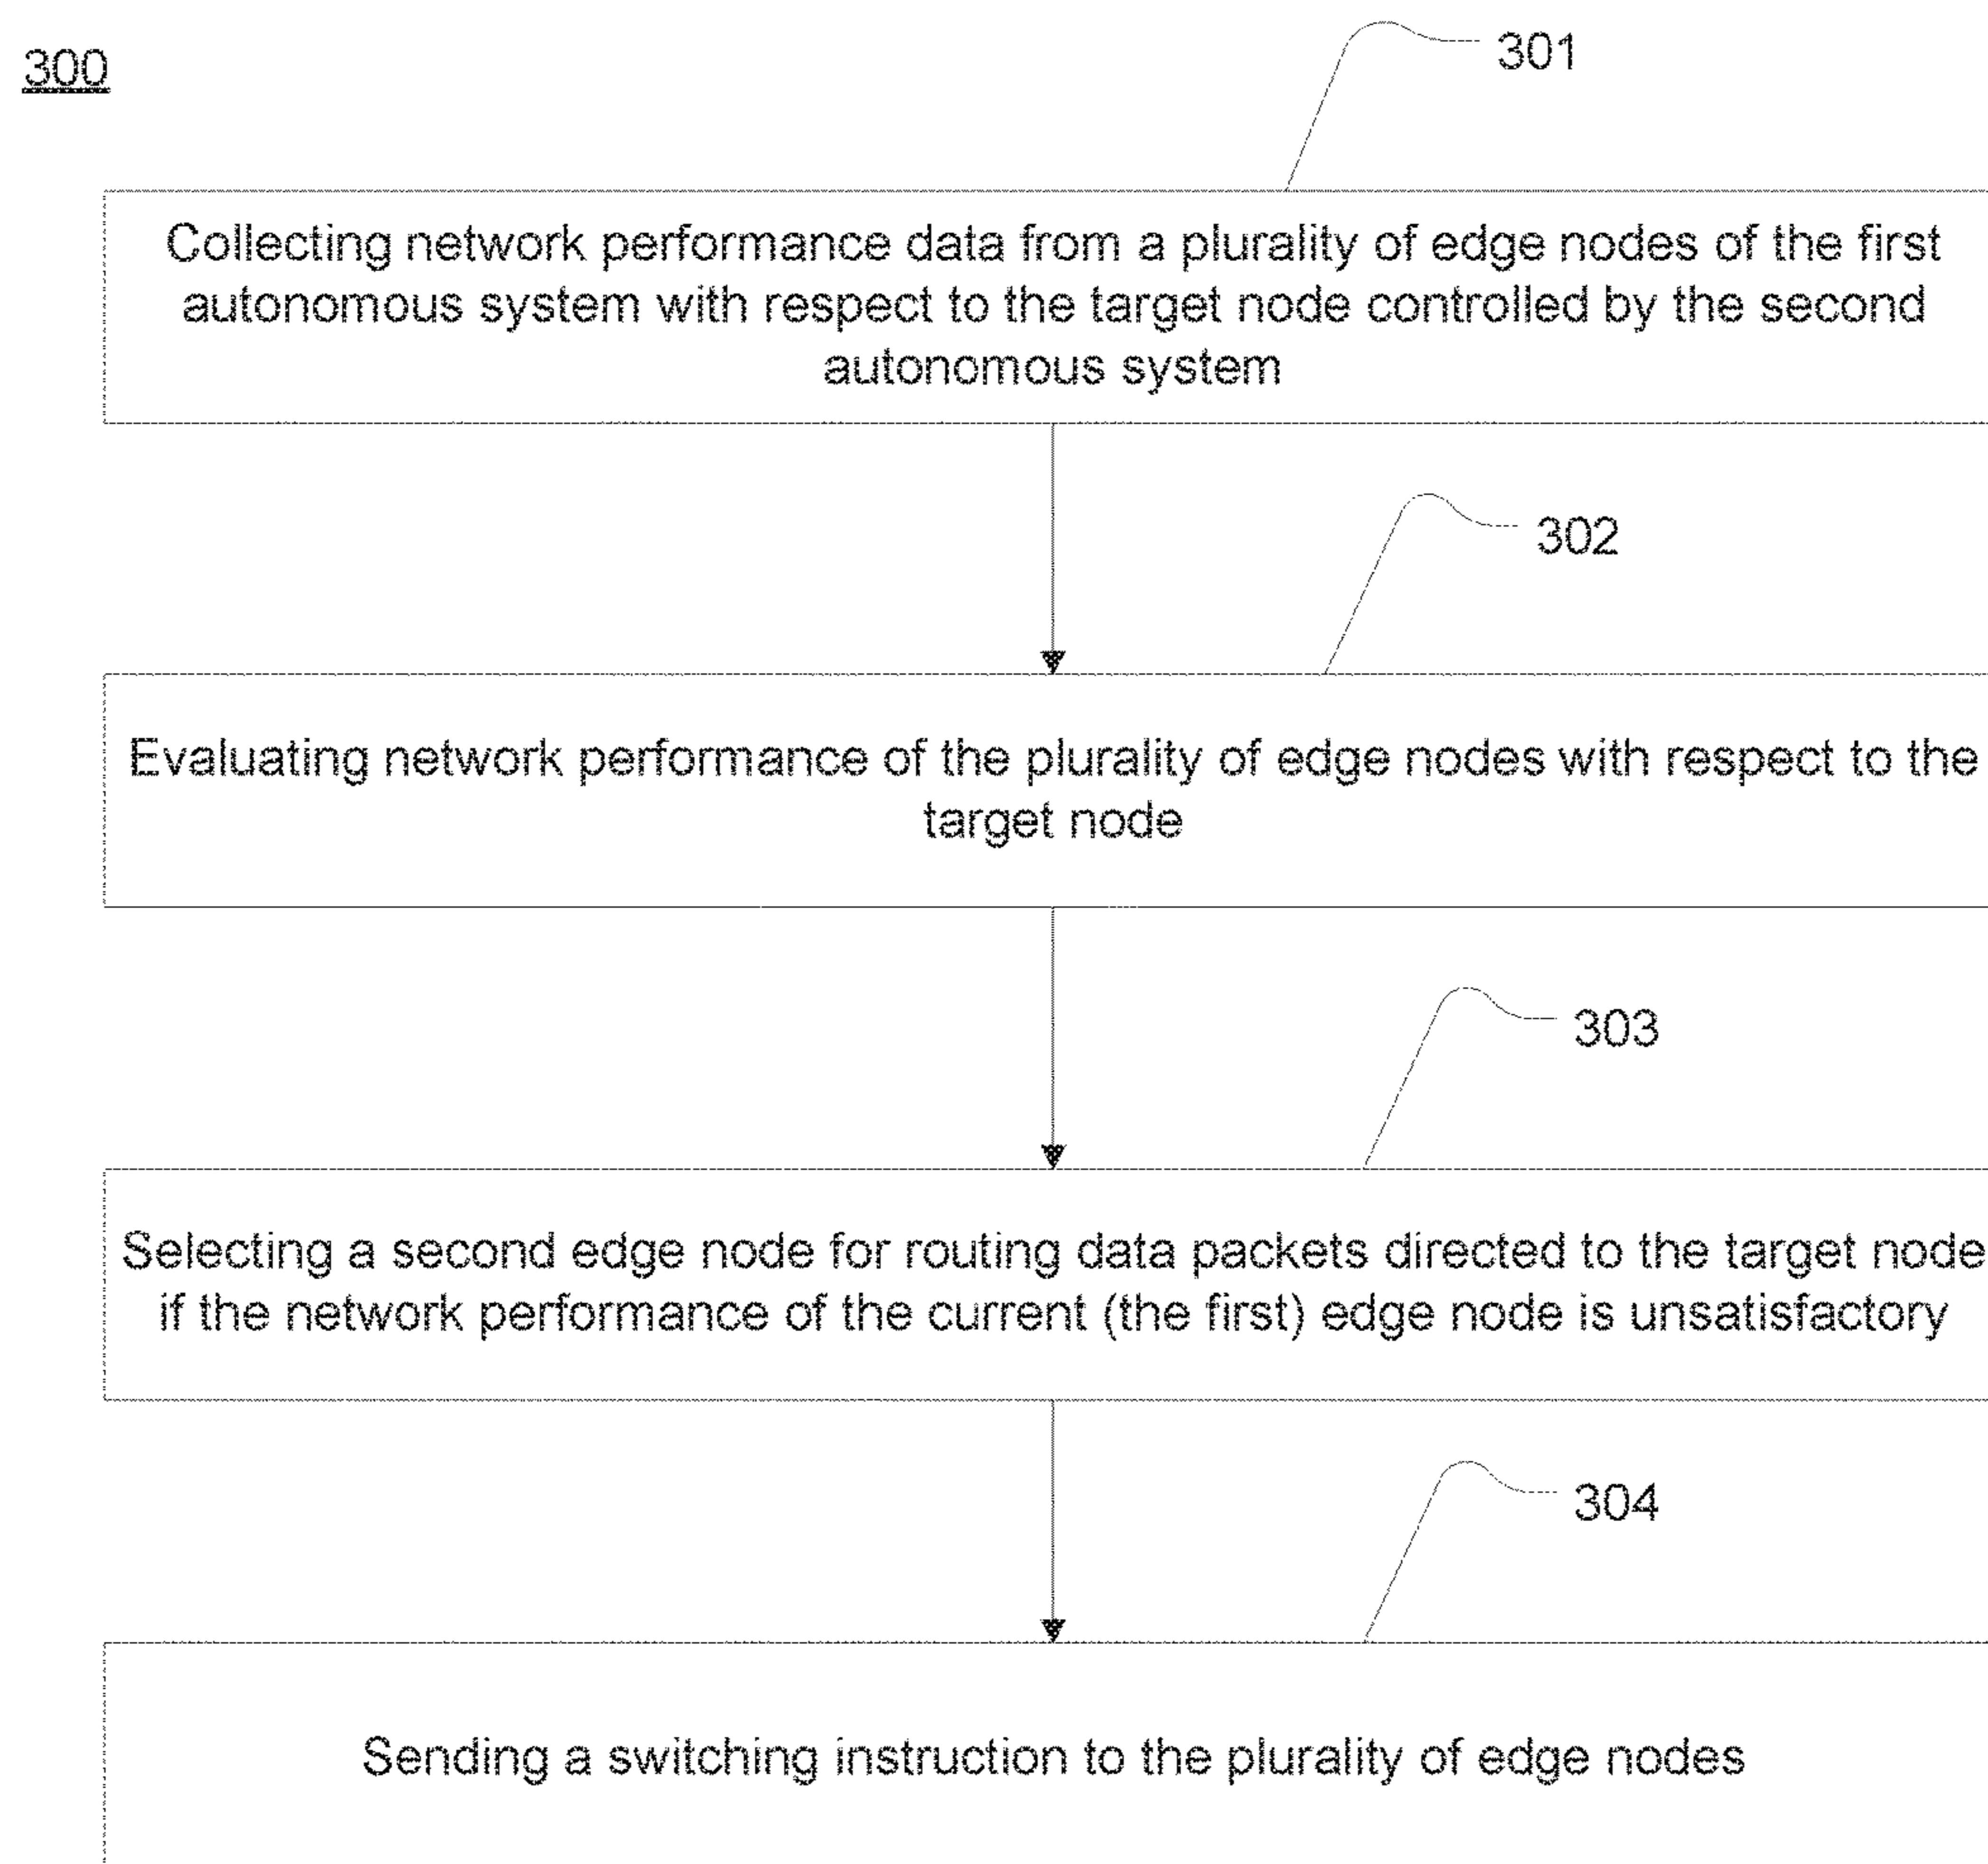 300
301
Collecting network performance data from a plurality of edge nodes of the first
autonomous system with respect to the target node controlled by the second
autonomous system
302
Evaluating network performance of the plurality of edge nodes with respect to the
target node
303
Selecting a second edge node for routing data packets directed to the target node
if the network performance of the current (the first) edge node is unsatisfactory
304
Sending a switching instruction to the plurality of edge nodes